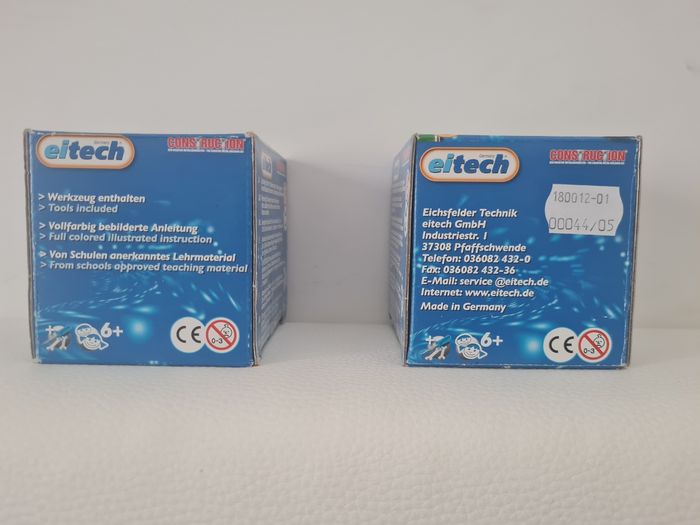 Germany
eitech
CONSTRUCTION
> Werkzeug enthalten
> Tools included
> Vollfarbig bebilderte Anleitung
> Full colored illustrated instruction
> Von Schulen anerkanntes Lehrmaterial
> From schools approved teaching material
6+
CE
0-3
Germany
eitech
CONSTRUCTION
180012-01
00044/05
Eichsfelder Technik
eitech GmbH
Industriestr. 1
37308 Pfaffschwende
Telefon: 036082 432-0
Fax: 036082 432-36
E-Mail: service @eitech.de
Internet: www.eitech.de
Made in Germany
6+
CE
0-3